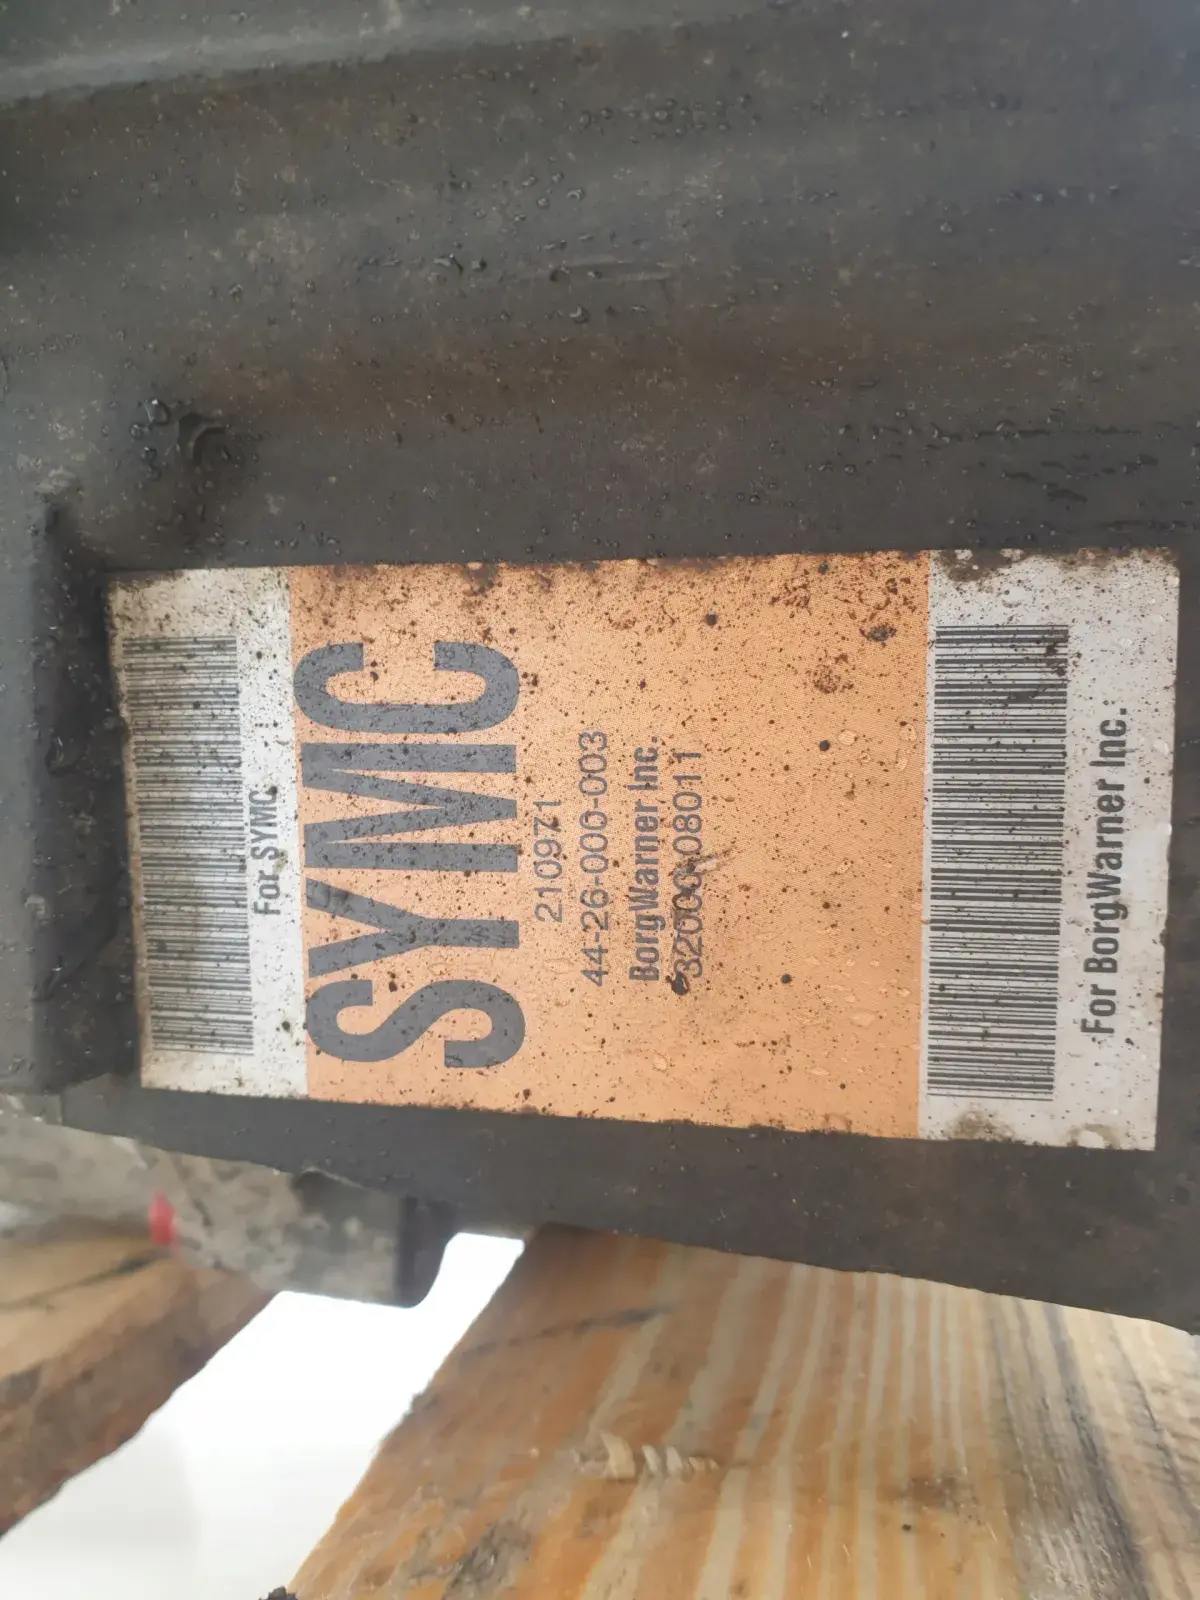 For SYMC
SYMC
210971
44-26-000-003
BorgWarner Inc.
For BorgWarner Inc.